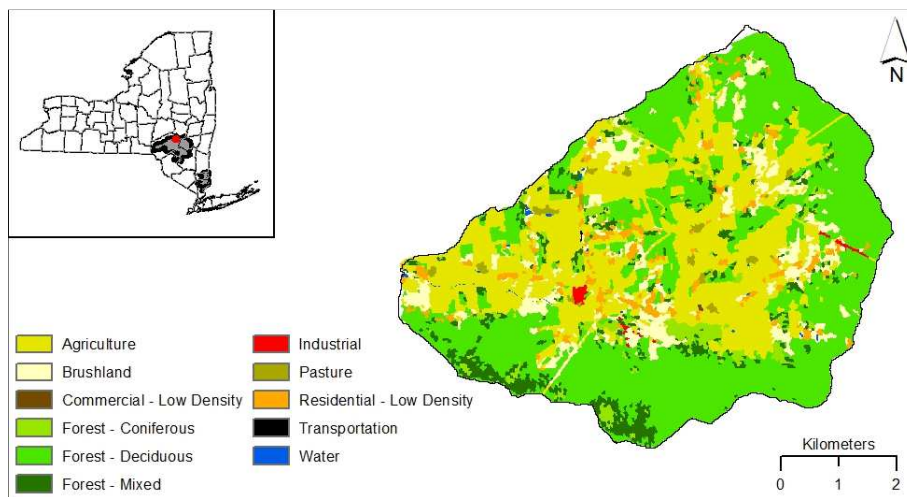 N
Agriculture
Brushland
Commercial - Low Density
Forest - Coniferous
Forest - Deciduous
Forest - Mixed
Industrial
Pasture
Residential - Low Density
Transportation
Water
Kilometers
0 1 2